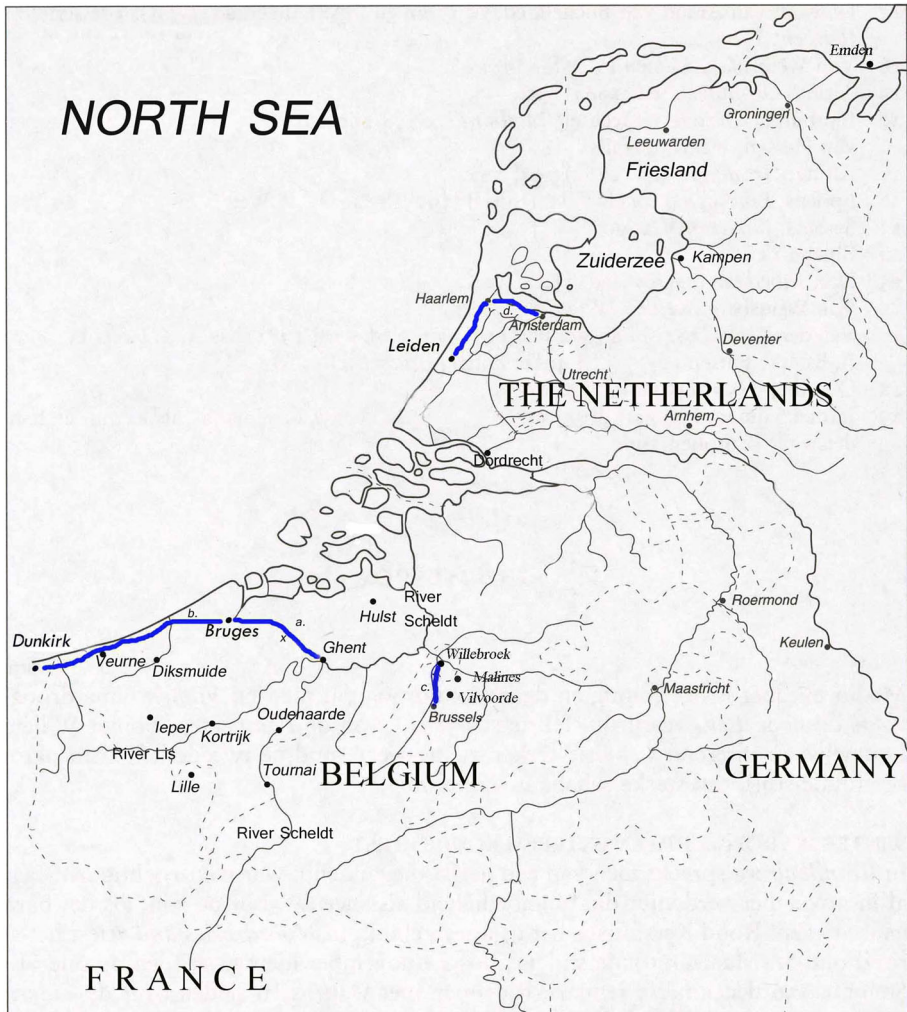 Emden
NORTH SEA
Groningen
Leeuwarden
Friesland
Zuiderzee
Kampen
Haarlem
d.
Amsterdam
Leiden
Deventer
Utrecht
THE NETHERLANDS
Arnhem
Dordrecht
River
Scheldt
Hulst
Roermond
b.
a.
Bruges
x
Dunkirk
Ghent
Keulen
Veurne
Diksmuide
Willebroek
Malines
c.
Vilvoorde
Maastricht
Brussels
Ieper
Oudenaarde
Kortrijk
River Lis
Tournai
BELGIUM
GERMANY
Lille
River Scheldt
FRANCE